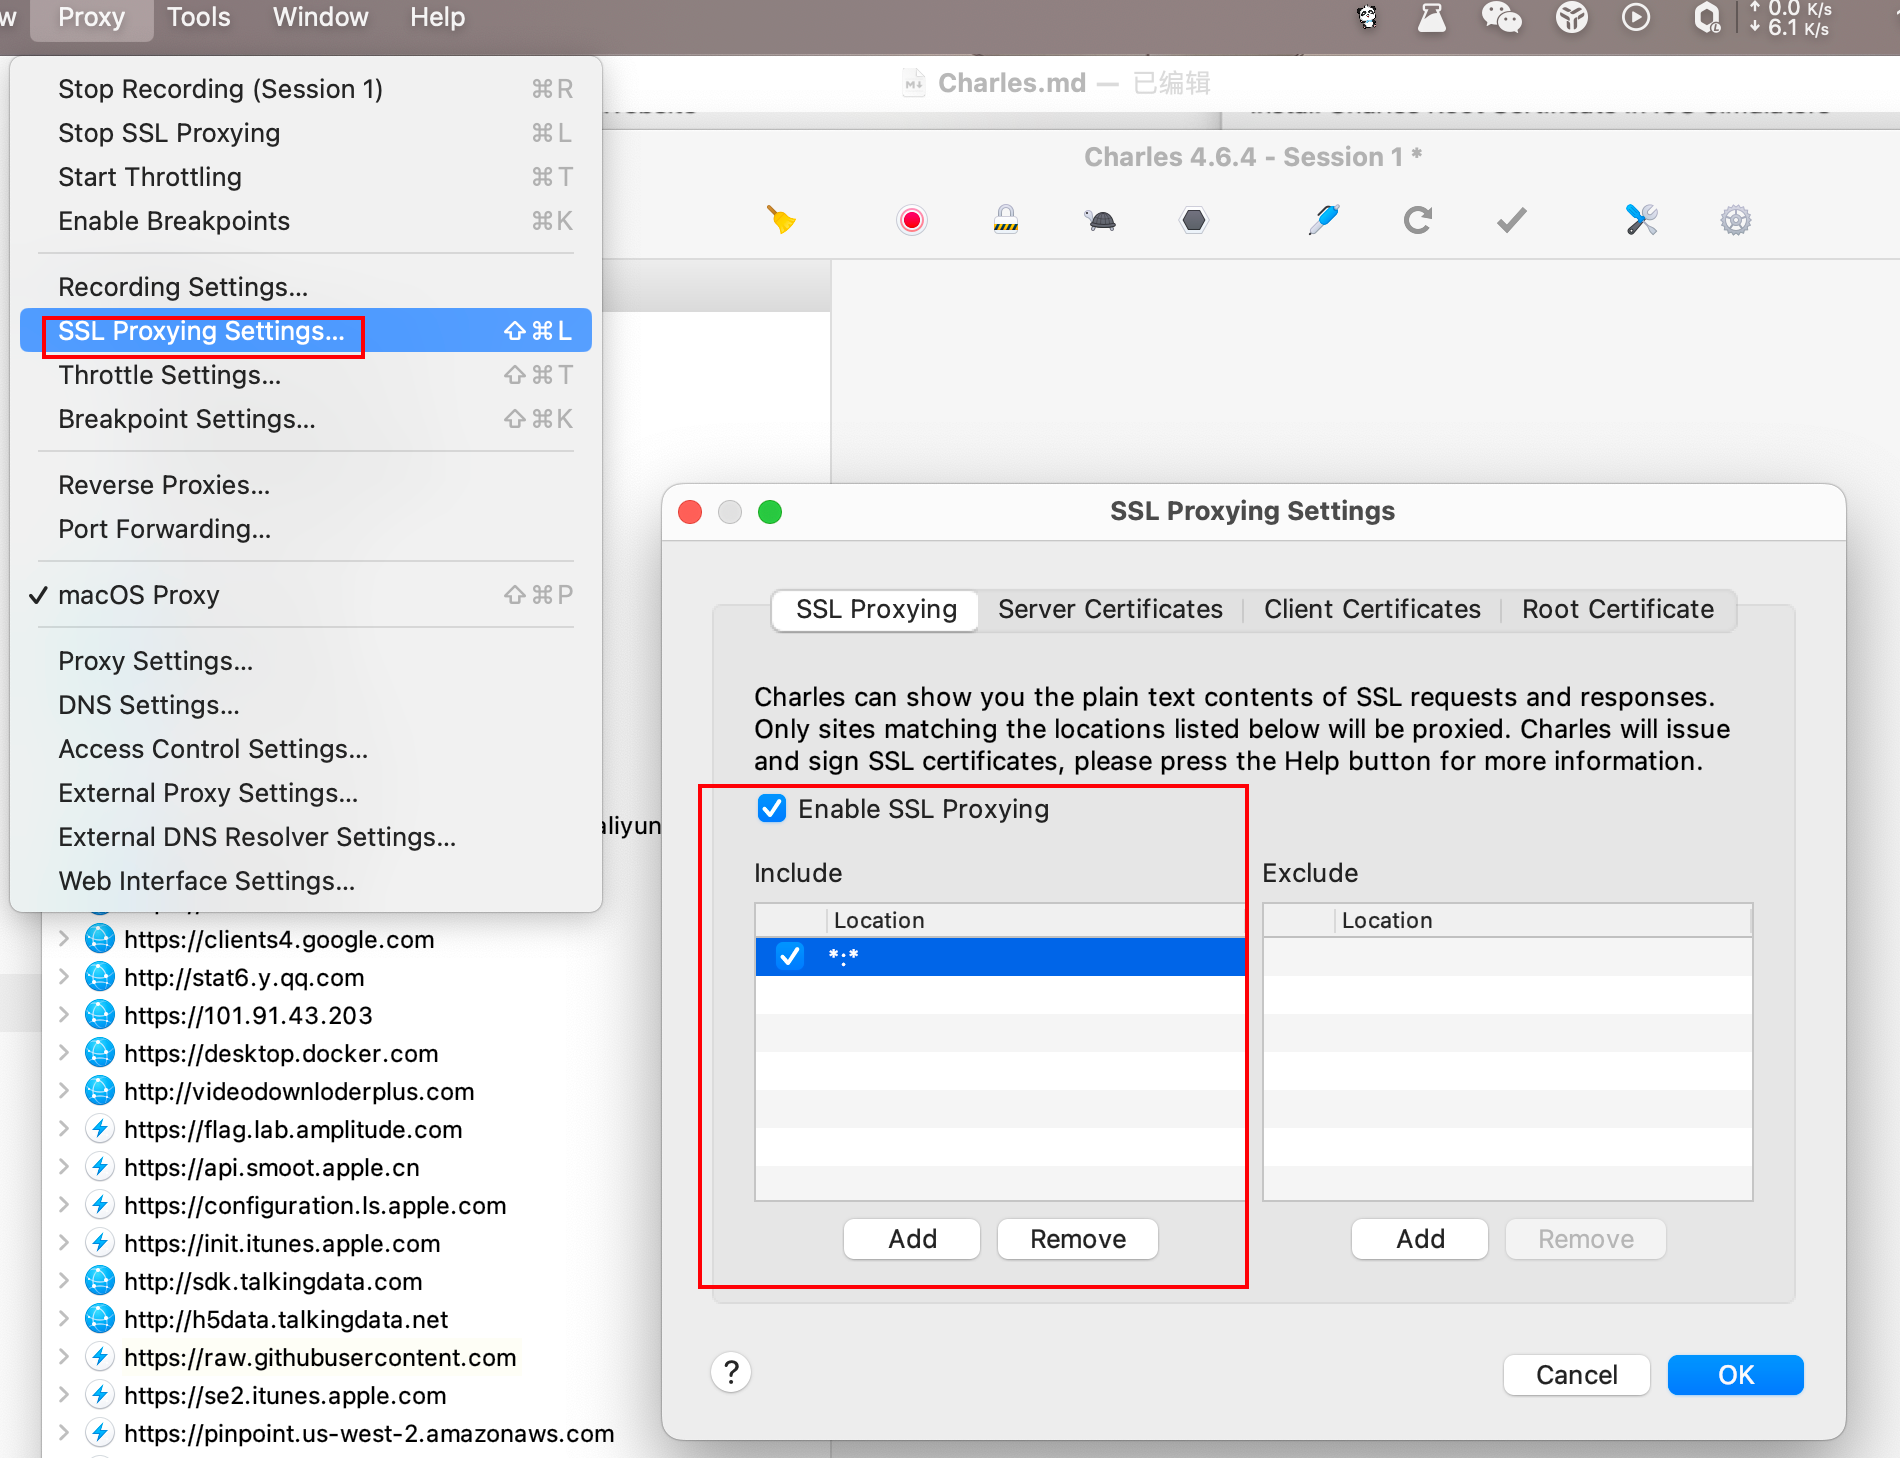 w Proxy Tools Window Help
↑ 0.0 K/s
↓ 6.1 K/s
Stop Recording (Session 1) ⌘R
Stop SSL Proxying ⌘L
Start Throttling ⌘T
Enable Breakpoints ⌘K
Recording Settings...
SSL Proxying Settings... ⇧⌘L
Throttle Settings... ⇧⌘T
Breakpoint Settings... ⇧⌘K
Reverse Proxies...
Port Forwarding...
✓ macOS Proxy ⇧⌘P
Proxy Settings...
DNS Settings...
Access Control Settings...
External Proxy Settings...
External DNS Resolver Settings...
Web Interface Settings...
Charles.md — 已编辑
Install Charles Root Certificate in iOS Simulators
Charles 4.6.4 - Session 1 *
aliyun
https://clients4.google.com
http://stat6.y.qq.com
https://101.91.43.203
https://desktop.docker.com
http://videodownloderplus.com
https://flag.lab.amplitude.com
https://api.smoot.apple.cn
https://configuration.ls.apple.com
https://init.itunes.apple.com
http://sdk.talkingdata.com
http://h5data.talkingdata.net
https://raw.githubusercontent.com
https://se2.itunes.apple.com
https://pinpoint.us-west-2.amazonaws.com
SSL Proxying Settings
SSL Proxying Server Certificates Client Certificates Root Certificate
Charles can show you the plain text contents of SSL requests and responses.
Only sites matching the locations listed below will be proxied. Charles will issue
and sign SSL certificates, please press the Help button for more information.
Enable SSL Proxying
Include Exclude
Location Location
*:*
Add Remove Add Remove
? Cancel OK